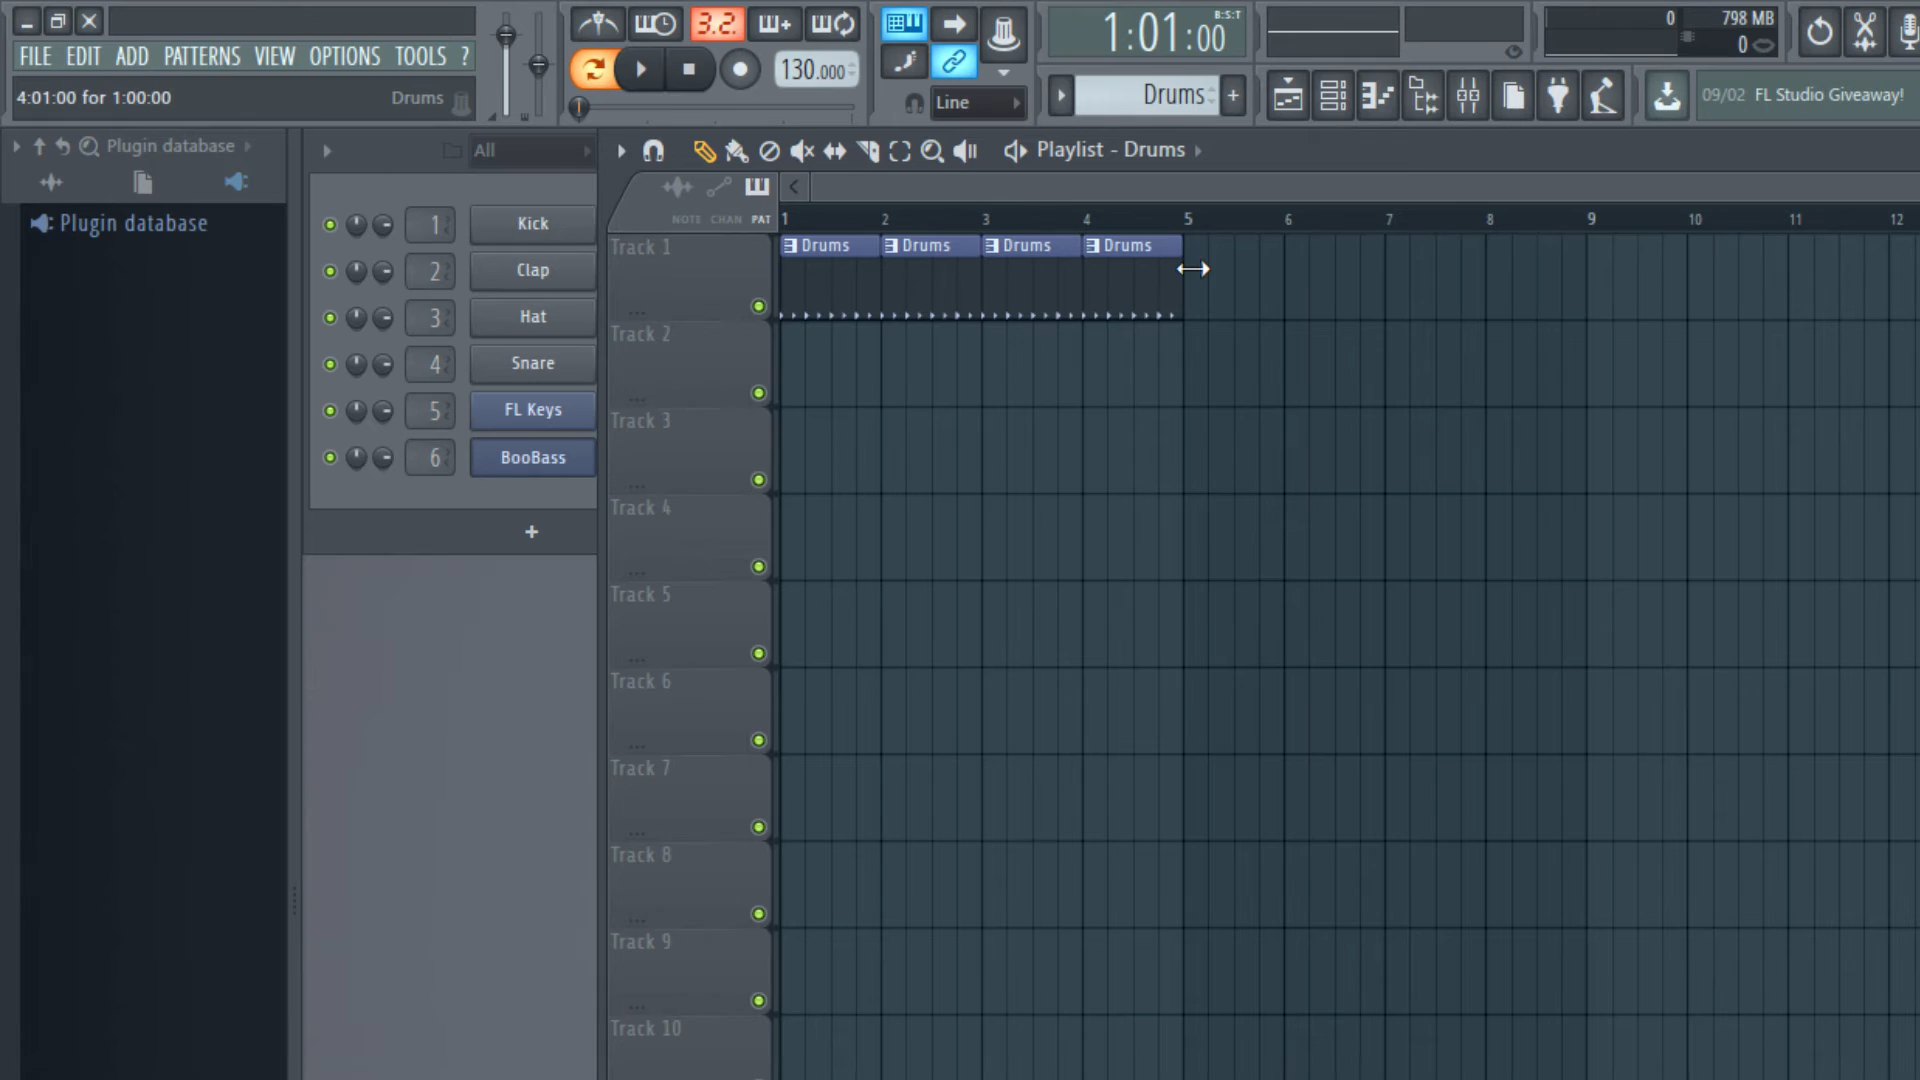 FILE EDIT ADD PATTERNS VIEW OPTIONS TOOLS ?
4:01:00 for 1:00:00 Drums
3.2.
130.000
Line
1:01:00
B:S:T
Drums
+
0 798 MB
0
09/02 FL Studio Giveaway!
Plugin database
Plugin database
All
1 Kick
2 Clap
3 Hat
4 Snare
5 FL Keys
6 BooBass
+
Playlist - Drums
NOTE CHAN PAT
1 2 3 4 5 6 7 8 9 10 11 12
Drums Drums Drums Drums
Track 1
Track 2
Track 3
Track 4
Track 5
Track 6
Track 7
Track 8
Track 9
Track 10